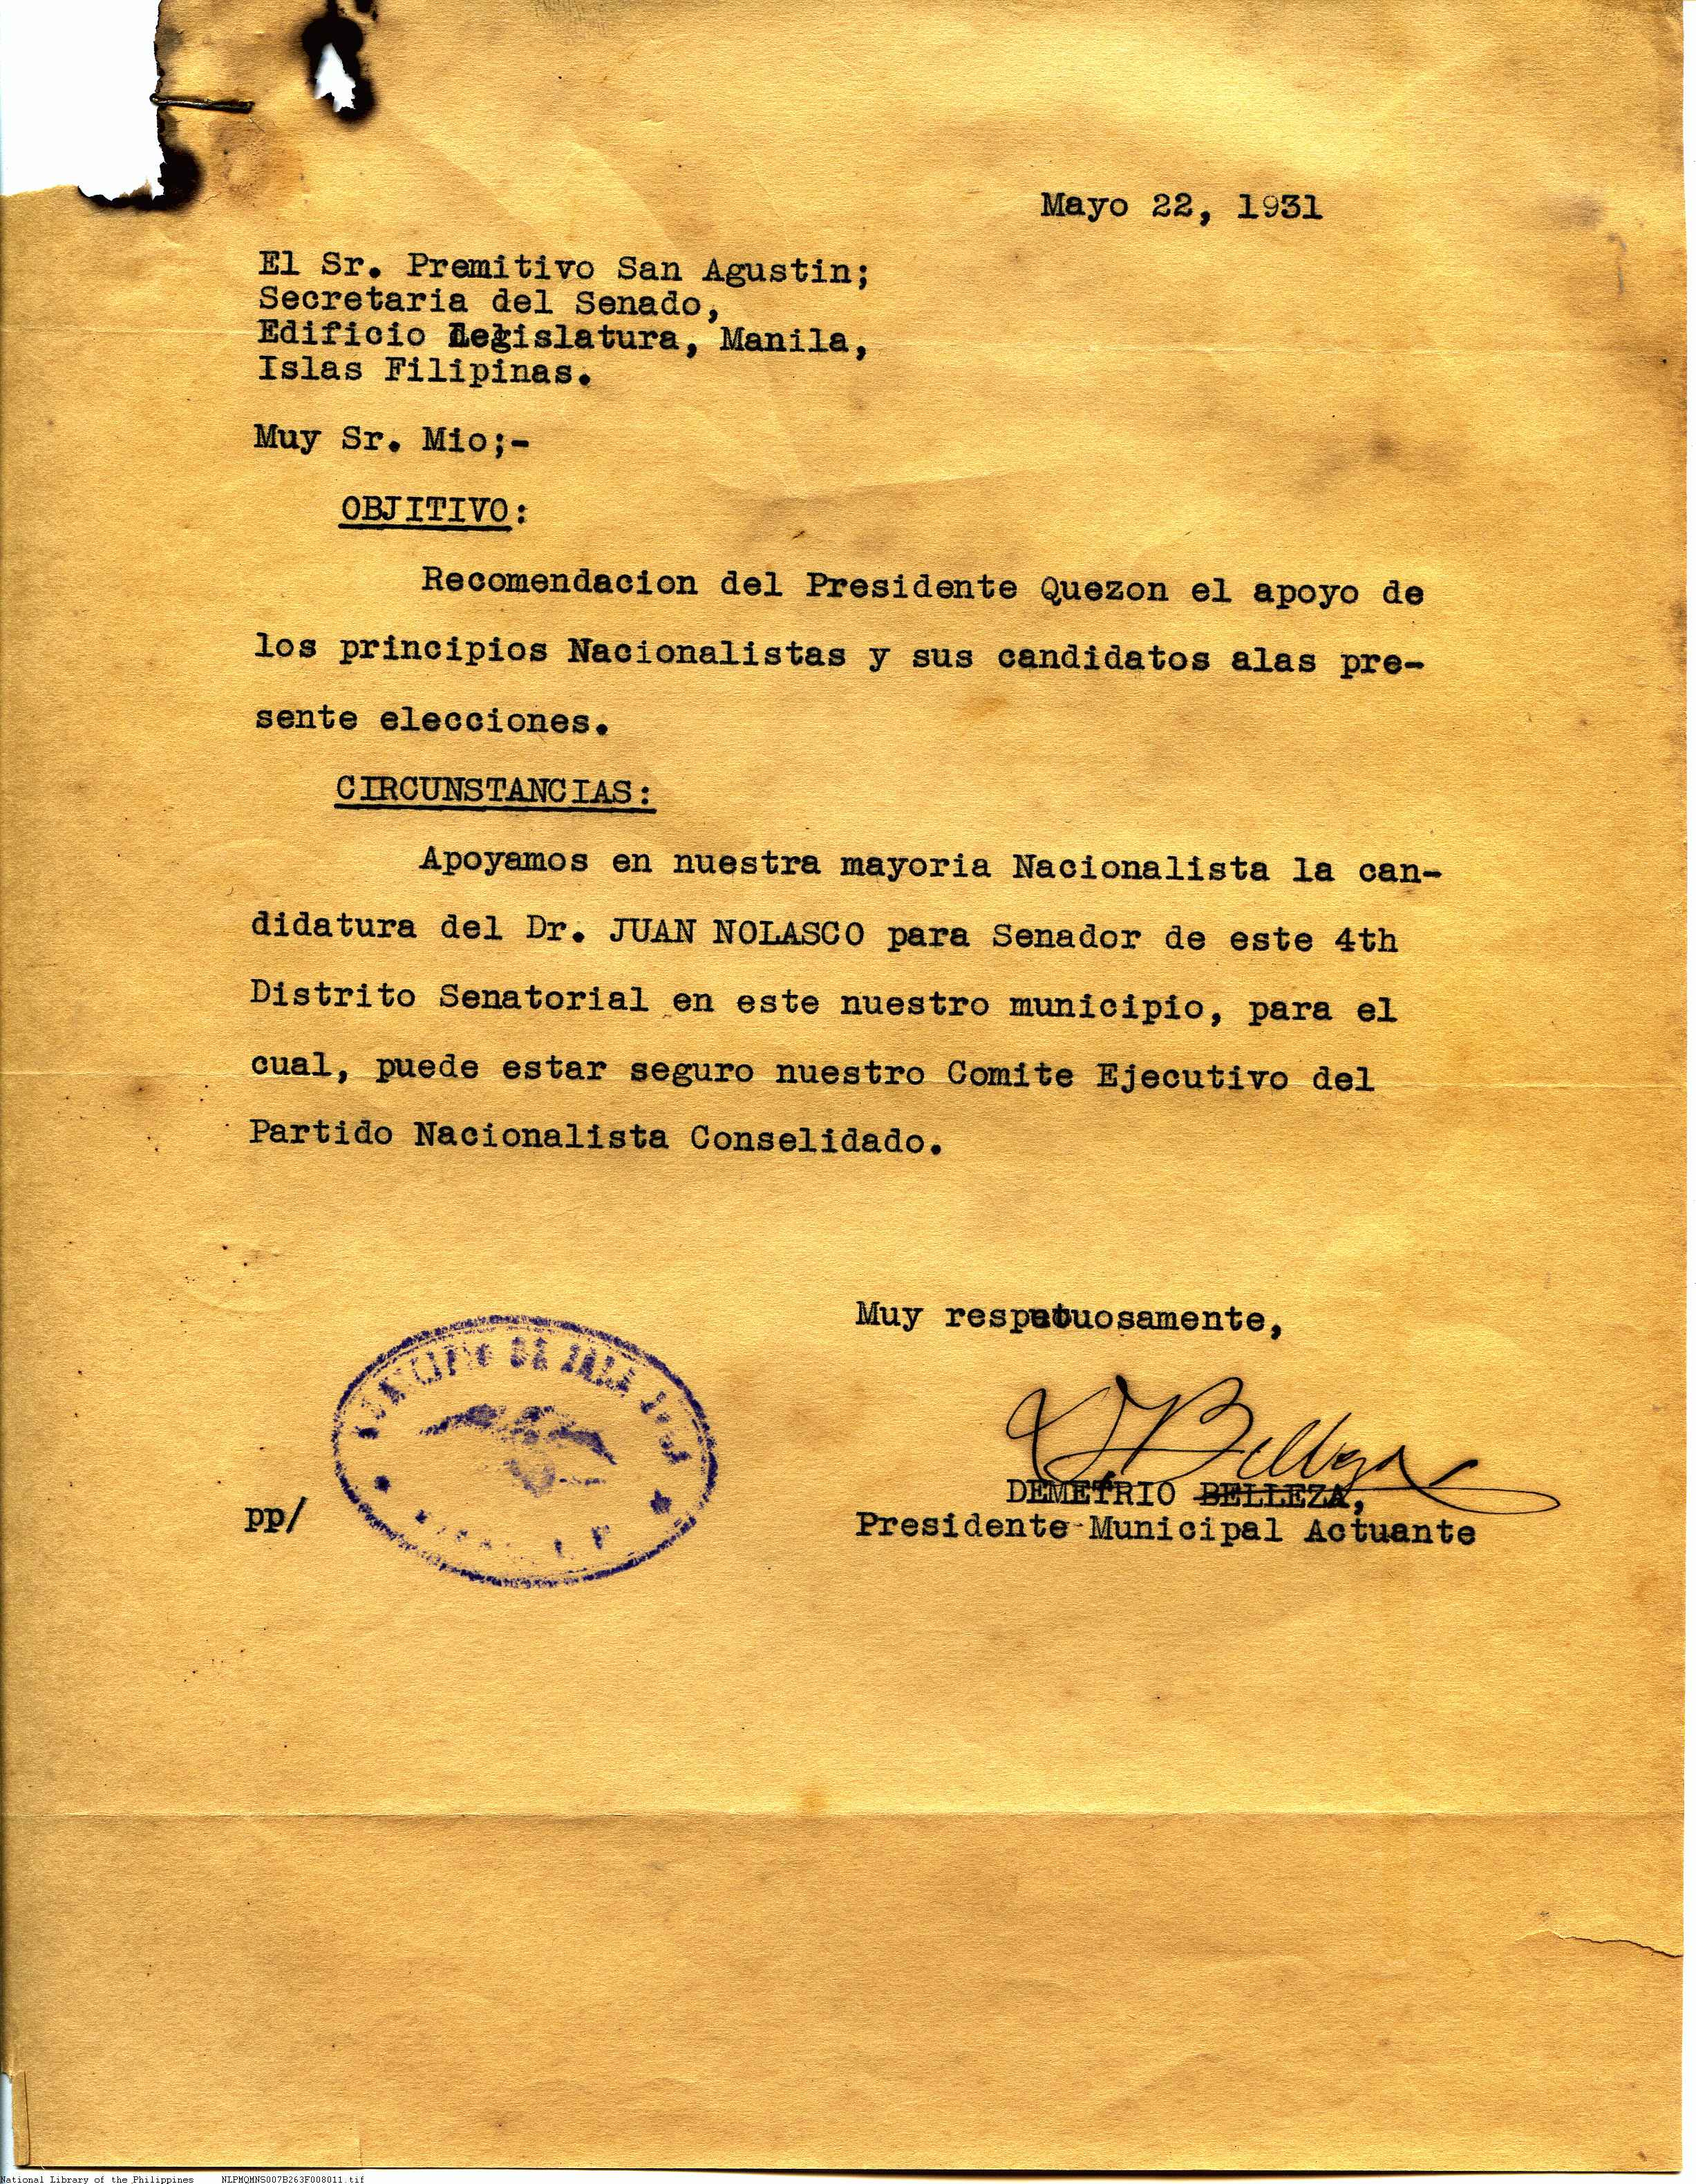 Mayo 22, 1931
El Sr. Premitivo San Agustin;
Secretaria del Senado,
Edificio Legislatura, Manila,
Islas Filipinas.
Muy Sr. Mio;-
OBJITIVO:
Recomendacion del Presidente Quezon el apoyo de
los principios Nacionalistas y sus candidatos alas pre-
sente elecciones.
CIRCUNSTANCIAS:
Apoyamos en nuestra mayoria Nacionalista la can-
didatura del Dr. JUAN NOLASCO para Senador de este 4th
Distrito Senatorial en este nuestro municipio, para el
cual, puede estar seguro nuestro Comite Ejecutivo del
Partido Nacionalista Conselidado.
Muy respetuosamente,
MUNICIPIO DE
D Belleza
DEMETRIO BELLEZA,
pp/
Presidente Municipal Actuante
National Library of the Philippines NLPMQMNS007B263F008011.tif